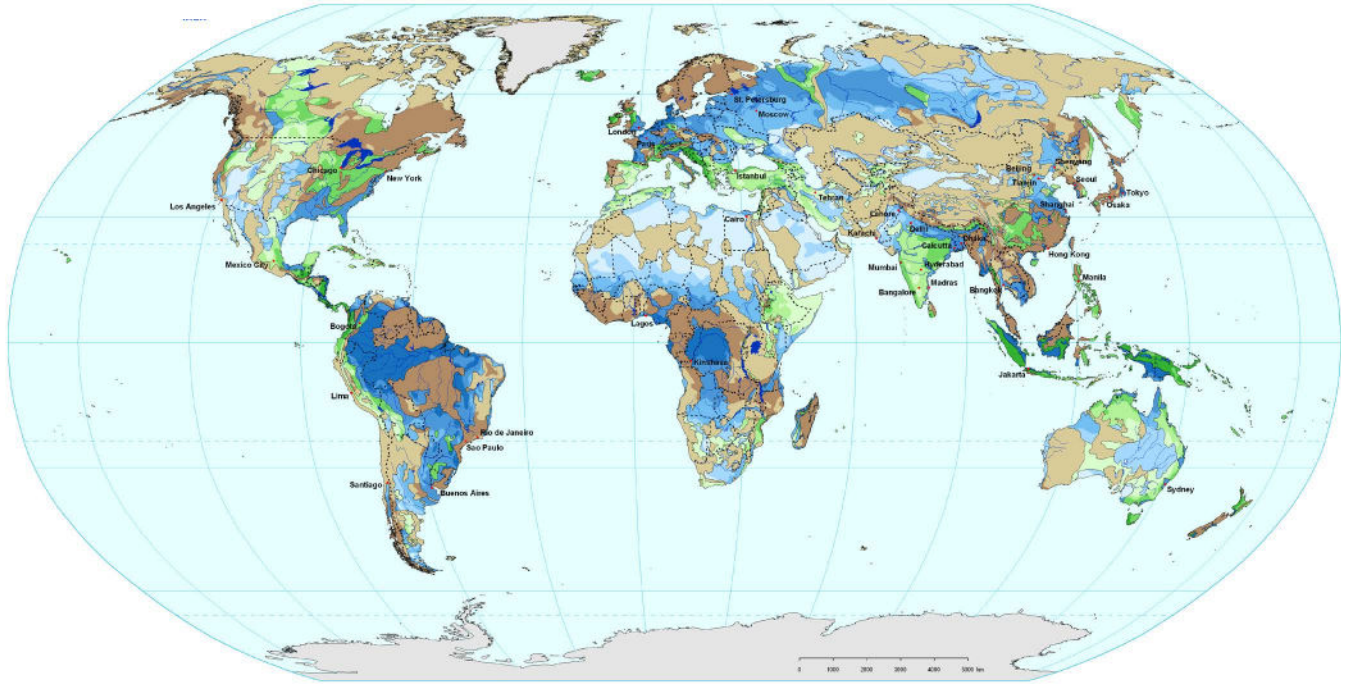 St. Petersburg
Moscow
London
Paris
Chicago
New York
Istanbul
Beijing
Shenyang
Tianjin
Seoul
Tokyo
Osaka
Los Angeles
Tehran
Shanghai
Cairo
Lahore
Karachi
Delhi
Dhaka
Calcutta
Hong Kong
Mexico City
Mumbai
Hyderabad
Manila
Bangalore
Madras
Bangkok
Bogota
Lagos
Kinshasa
Jakarta
Lima
Rio de Janeiro
Sao Paulo
Santiago
Buenos Aires
Sydney
0 1000 2000 3000 4000 5000 km